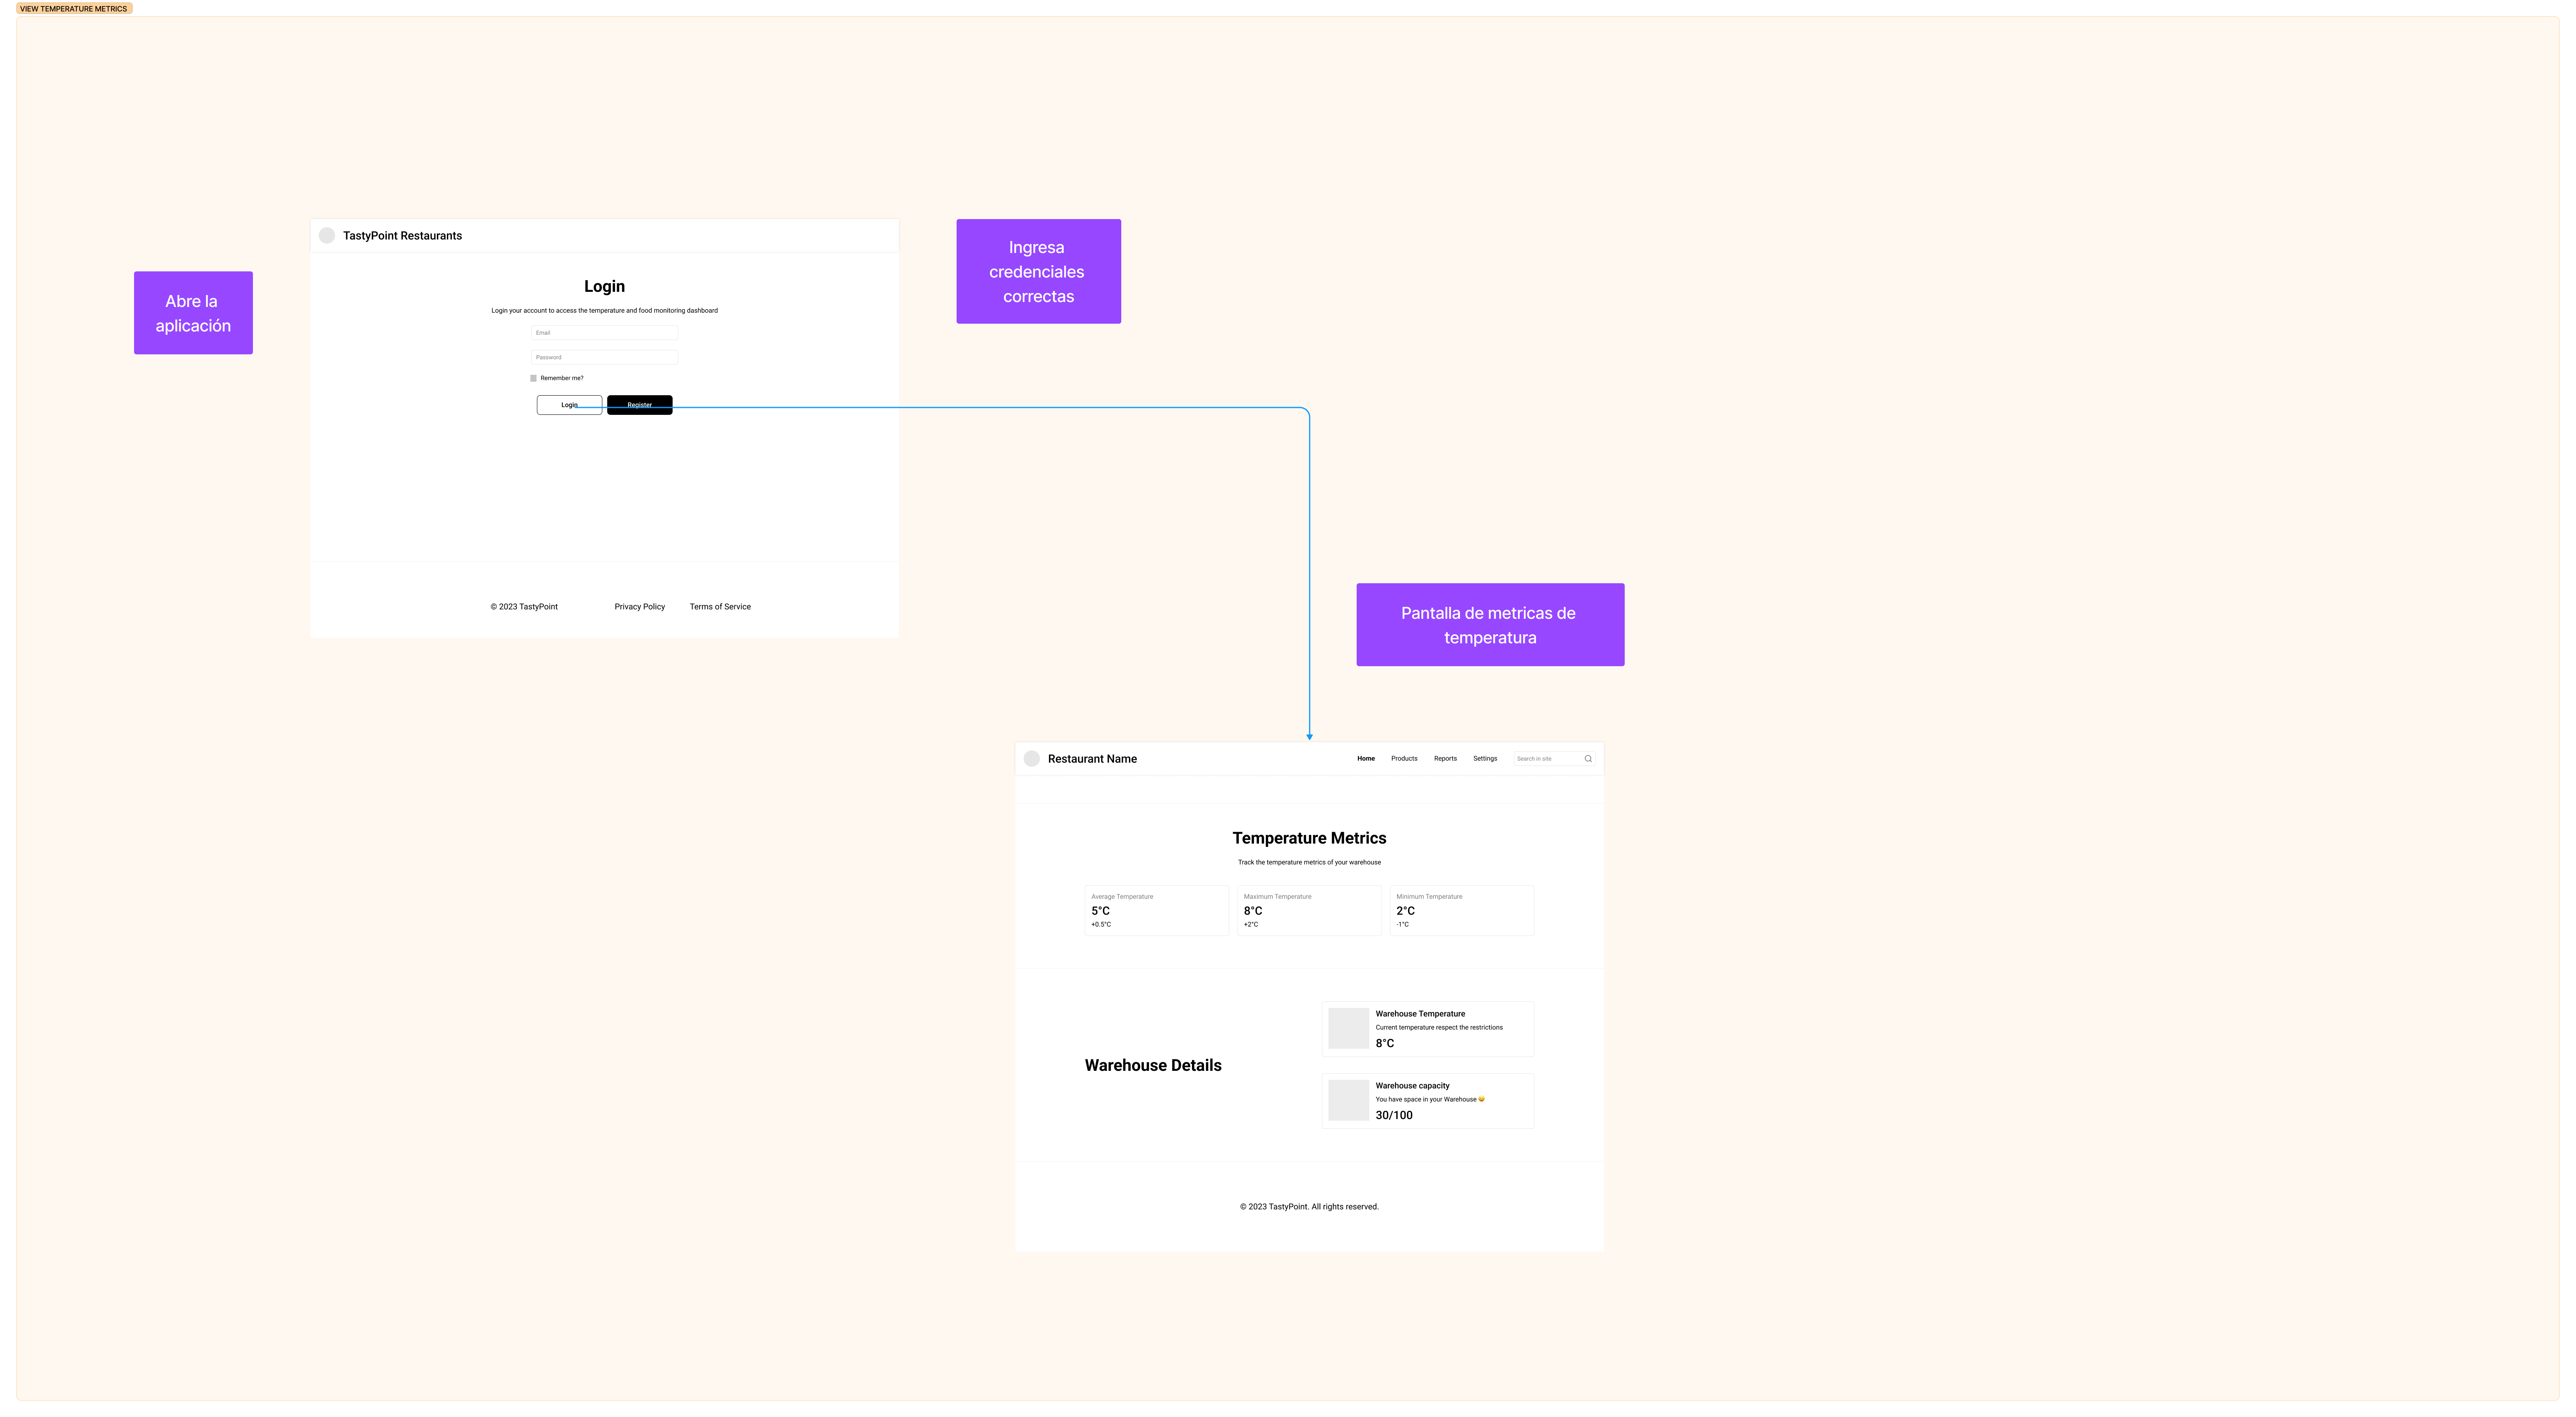 VIEW TEMPERATURE METRICS
Abre la
aplicación
TastyPoint Restaurants
Login
Login your account to access the temperature and food monitoring dashboard
Email
Password
Remember me?
Login
Register
© 2023 TastyPoint
Privacy Policy
Terms of Service
Ingresa
credenciales
correctas
Pantalla de metricas de
temperatura
Restaurant Name
Home
Products
Reports
Settings
Search in site
Temperature Metrics
Track the temperature metrics of your warehouse
Average Temperature
5°C
+0.5°C
Maximum Temperature
8°C
+2°C
Minimum Temperature
2°C
-1°C
Warehouse Details
Warehouse Temperature
Current temperature respect the restrictions
8°C
Warehouse capacity
You have space in your Warehouse 😄
30/100
© 2023 TastyPoint. All rights reserved.